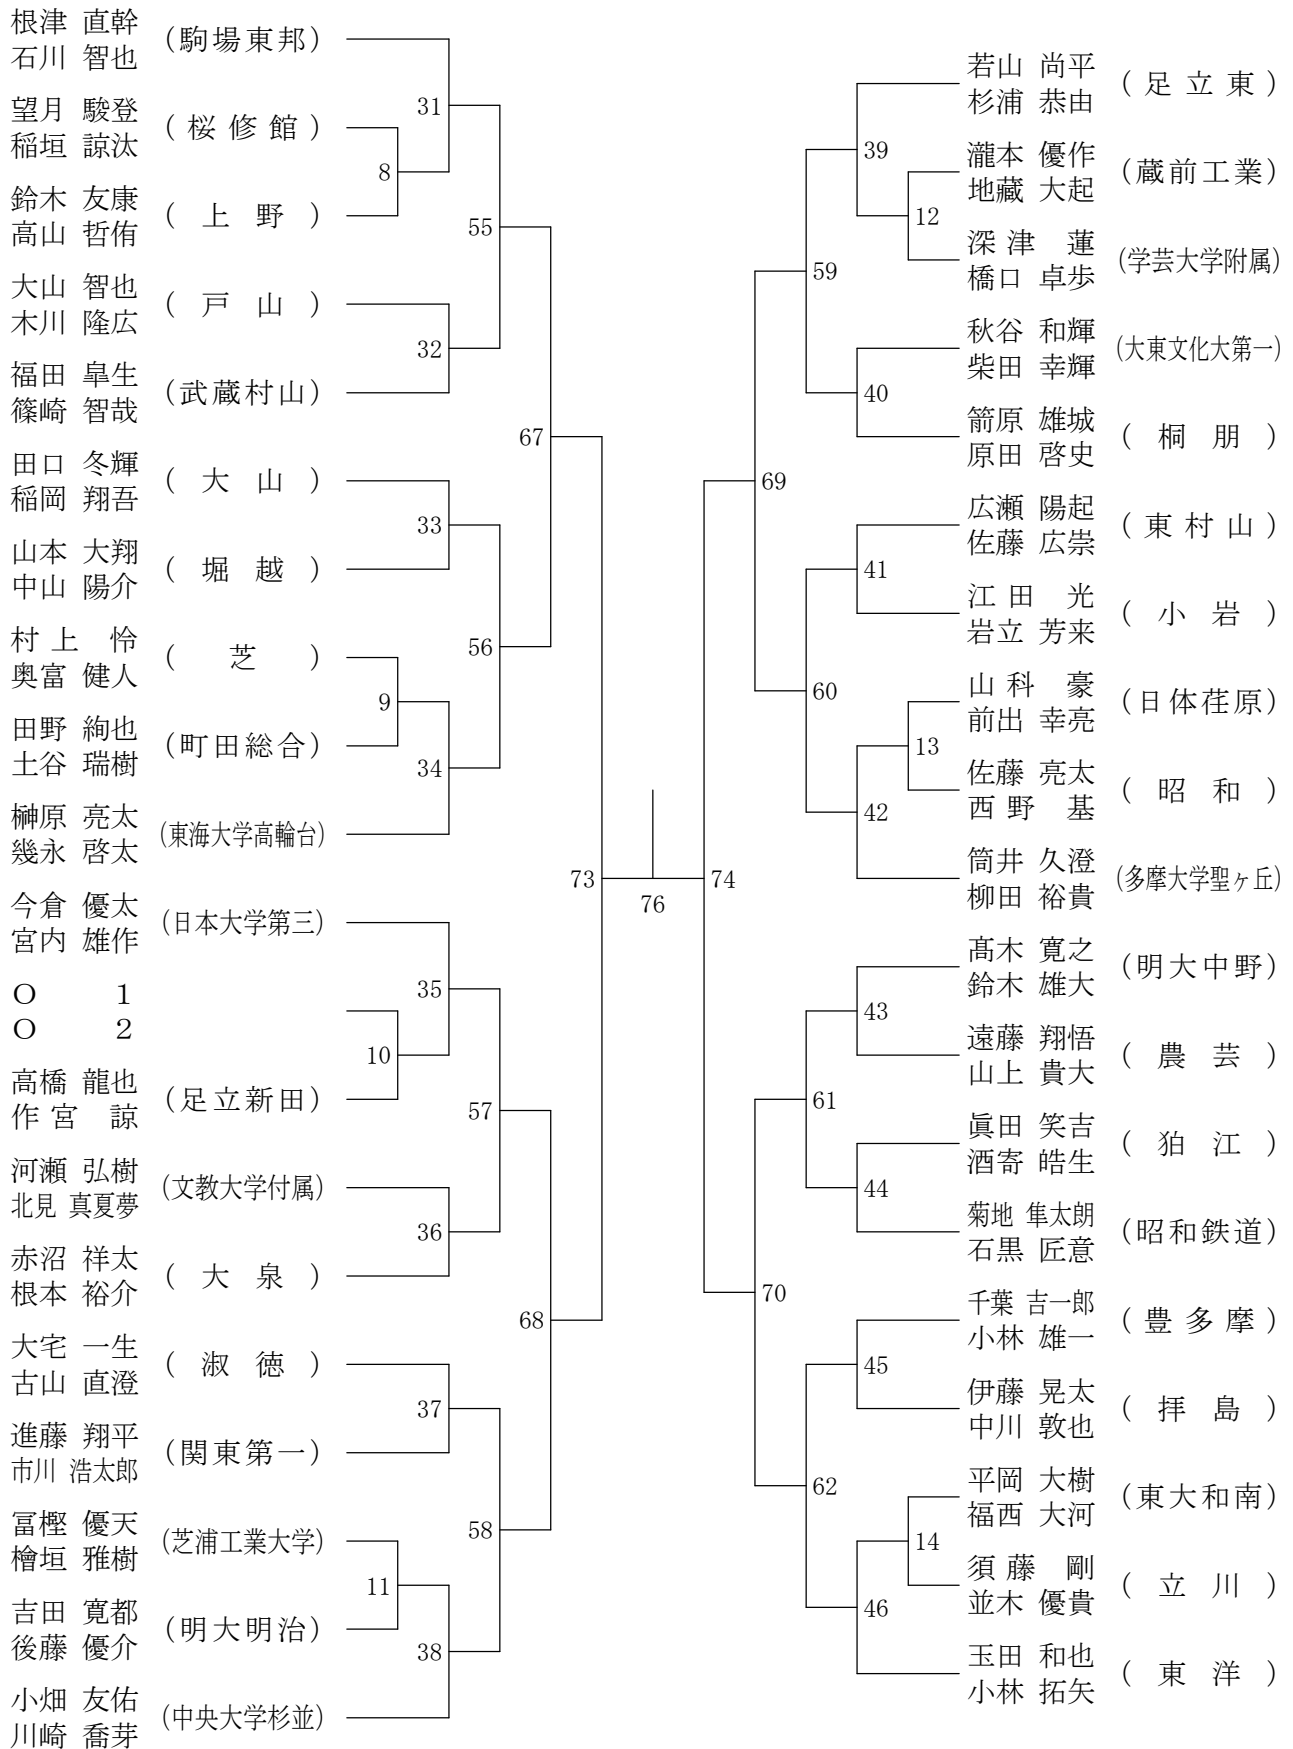 根津 直幹
石川 智也
(駒場東邦)
望月 駿登
稲垣 諒汰
(桜修館)
鈴木 友康
高山 哲侑
(上野)
大山 智也
木川 隆広
(戸山)
福田 皐生
篠崎 智哉
(武蔵村山)
田口 冬輝
稲岡 翔吾
(大山)
山本 大翔
中山 陽介
(堀越)
村上 怜
奥富 健人
(芝)
田野 絢也
土谷 瑞樹
(町田総合)
榊原 亮太
幾永 啓太
(東海大学高輪台)
今倉 優太
宮内 雄作
(日本大学第三)
O 1
O 2
高橋 龍也
作宮 諒
(足立新田)
河瀬 弘樹
北見 真夏夢
(文教大学付属)
赤沼 祥太
根本 裕介
(大泉)
大宅 一生
古山 直澄
(淑徳)
進藤 翔平
市川 浩太郎
(関東第一)
冨樫 優天
檜垣 雅樹
(芝浦工業大学)
吉田 寛都
後藤 優介
(明大明治)
小畑 友佑
川崎 喬芽
(中央大学杉並)
8
9
10
11
31
32
33
34
35
36
37
38
55
56
57
58
67
68
73
76
74
69
70
59
60
61
62
39
40
41
42
43
44
45
46
12
13
14
若山 尚平
杉浦 恭由
(足立東)
瀧本 優作
地藏 大起
(蔵前工業)
深津 蓮
橋口 卓歩
(学芸大学附属)
秋谷 和輝
柴田 幸輝
(大東文化大第一)
箭原 雄城
原田 啓史
(桐朋)
広瀬 陽起
佐藤 広崇
(東村山)
江田 光
岩立 芳来
(小岩)
山科 豪
前出 幸亮
(日体荏原)
佐藤 亮太
西野 基
(昭和)
筒井 久澄
柳田 裕貴
(多摩大学聖ヶ丘)
髙木 寛之
鈴木 雄大
(明大中野)
遠藤 翔悟
山上 貴大
(農芸)
眞田 笑吉
酒寄 皓生
(狛江)
菊地 隼太朗
石黒 匠意
(昭和鉄道)
千葉 吉一郎
小林 雄一
(豊多摩)
伊藤 晃太
中川 敦也
(拝島)
平岡 大樹
福西 大河
(東大和南)
須藤 剛
並木 優貴
(立川)
玉田 和也
小林 拓矢
(東洋)